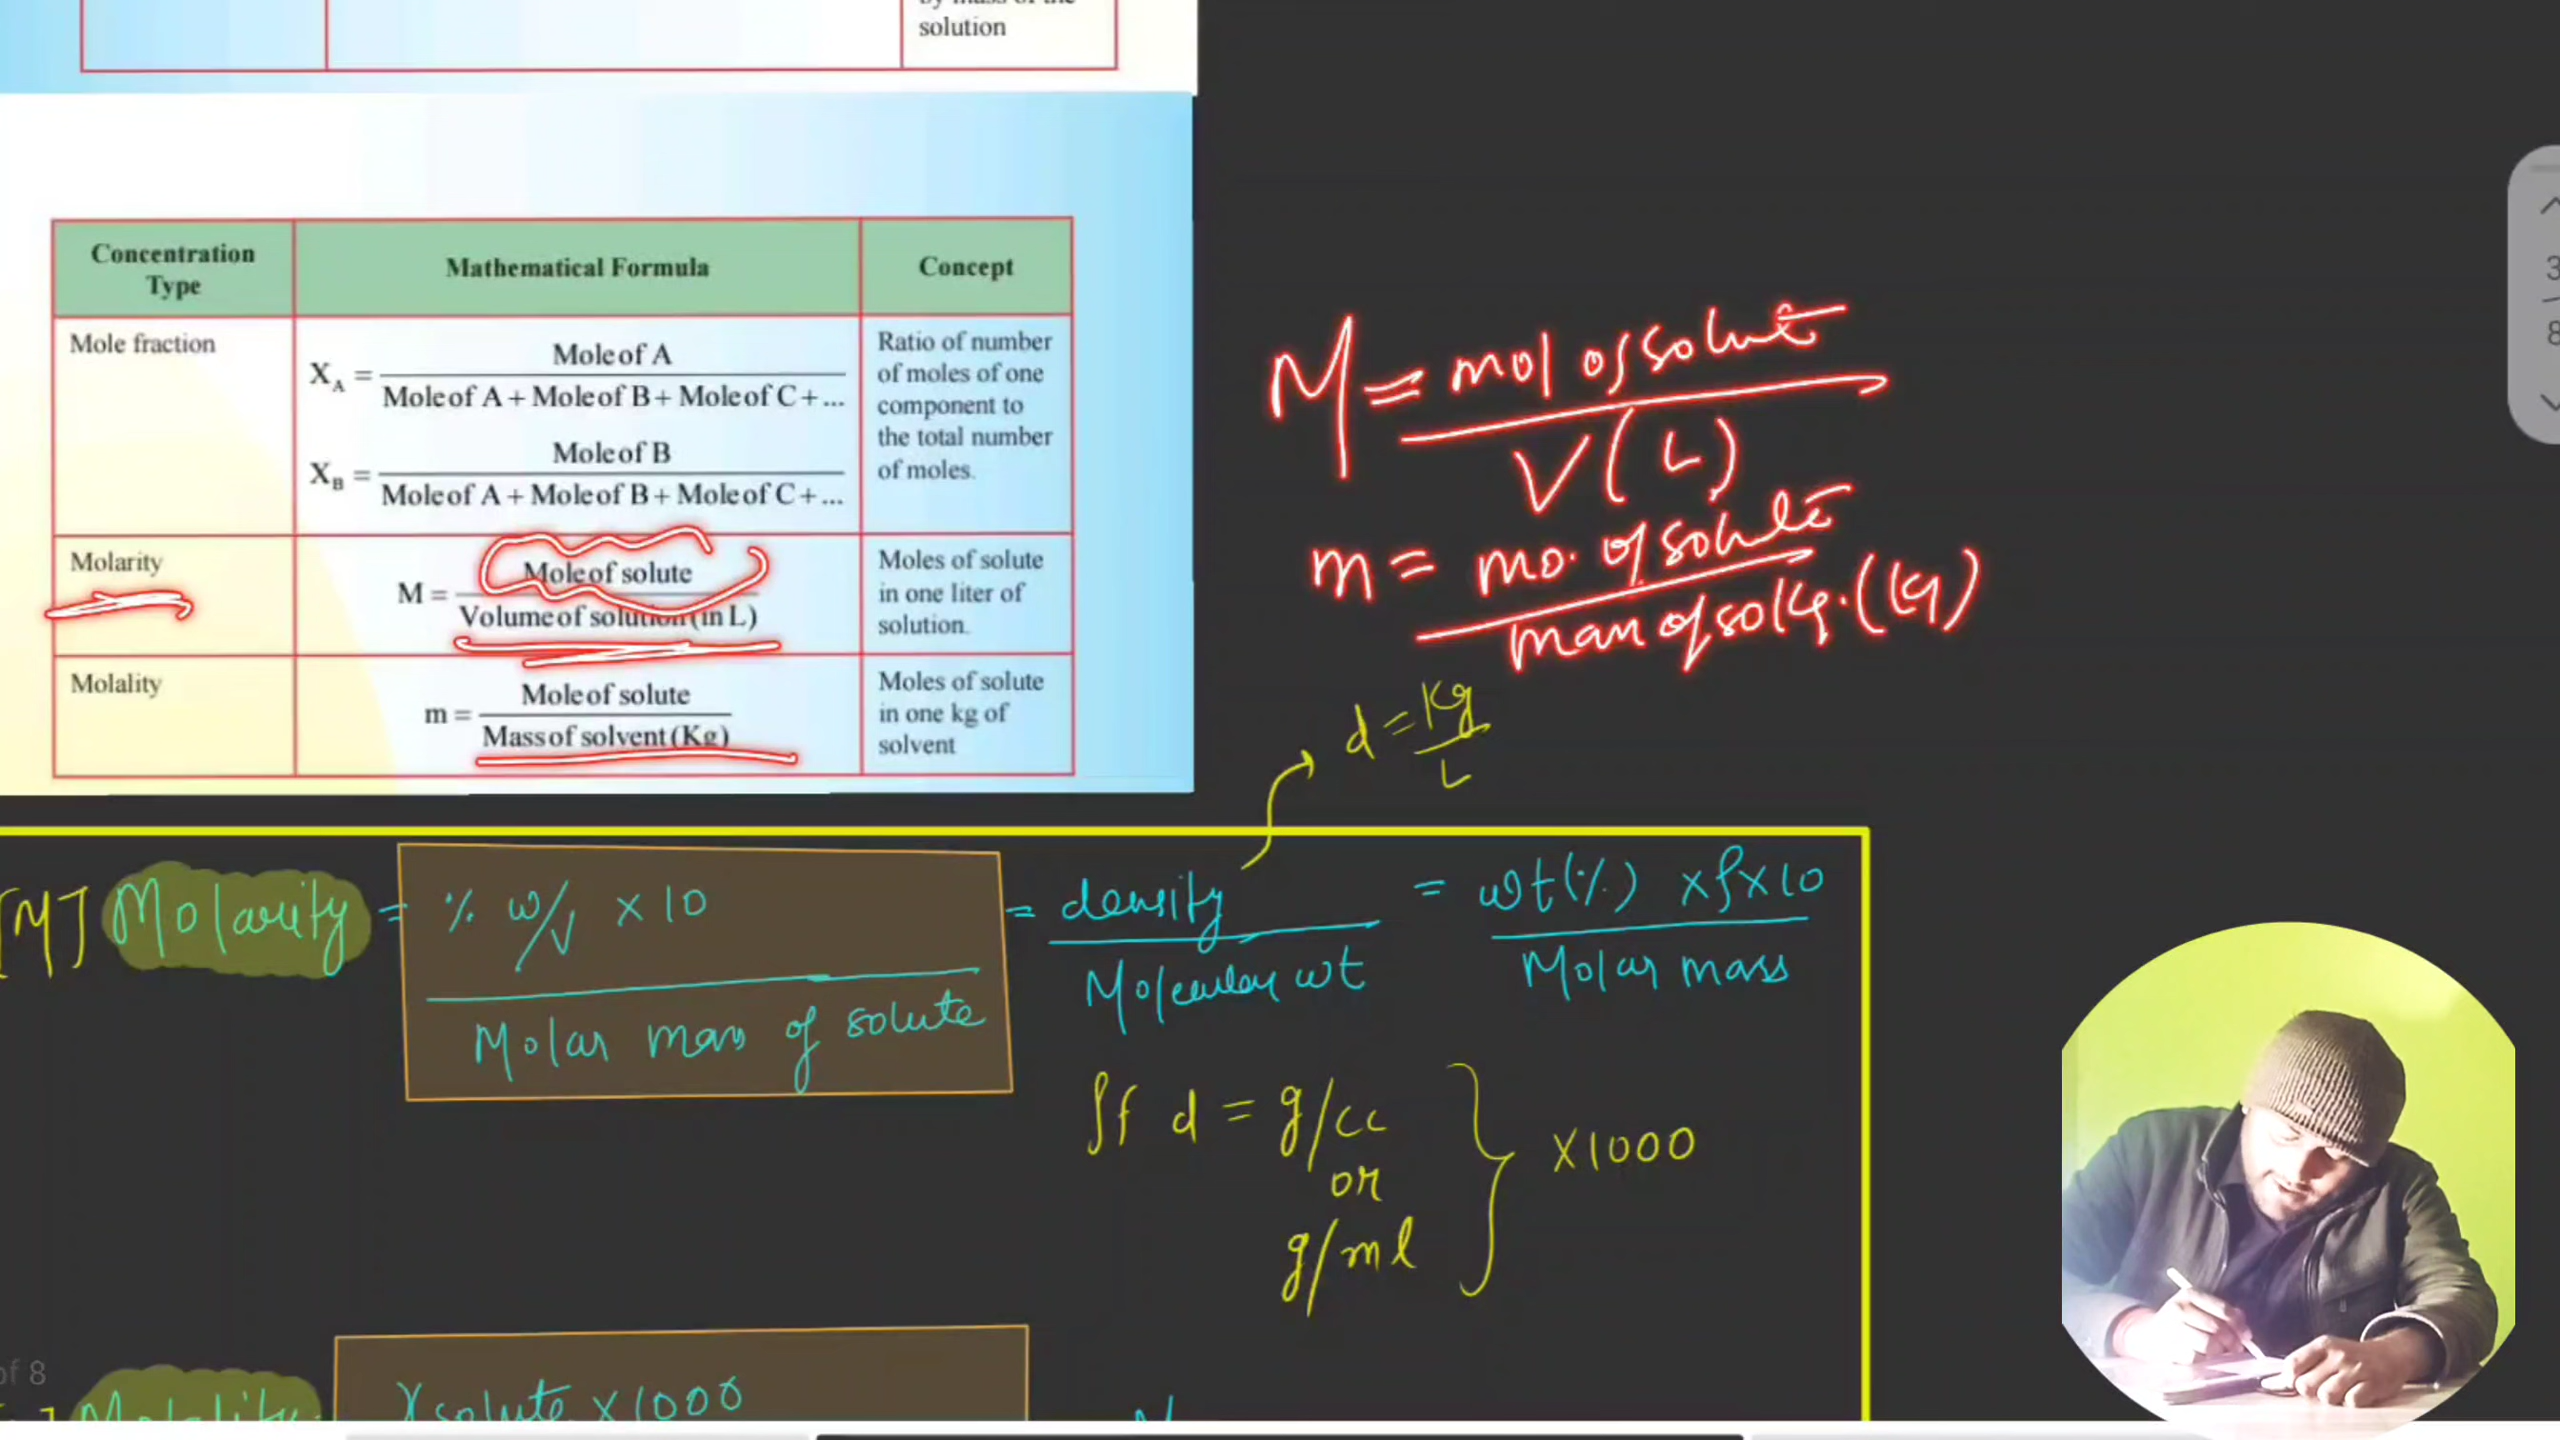 solution
Concentration Type
Mathematical Formula
Concept
Mole fraction
X_A = Mole of A / Mole of A + Mole of B + Mole of C + ...
X_B = Mole of B / Mole of A + Mole of B + Mole of C + ...
Ratio of number
of moles of one
component to
the total number
of moles.
Molarity
M = Mole of solute / Volume of solution (in L)
Moles of solute
in one liter of
solution.
Molality
m = Mole of solute / Mass of solvent (Kg)
Moles of solute
in one kg of
solvent
M = mol of solute / V(L)
m = mo. of solute / mass of (kg)
d = Kg / L
3
8
[M] Molarity = % w/v x 10 / Molar mass of solute = density / Molecular wt = wt(%) x ρ x 10 / Molar mass
If d = g/cc
or
g/ml
x1000
of 8
Molality
X solute x 1000